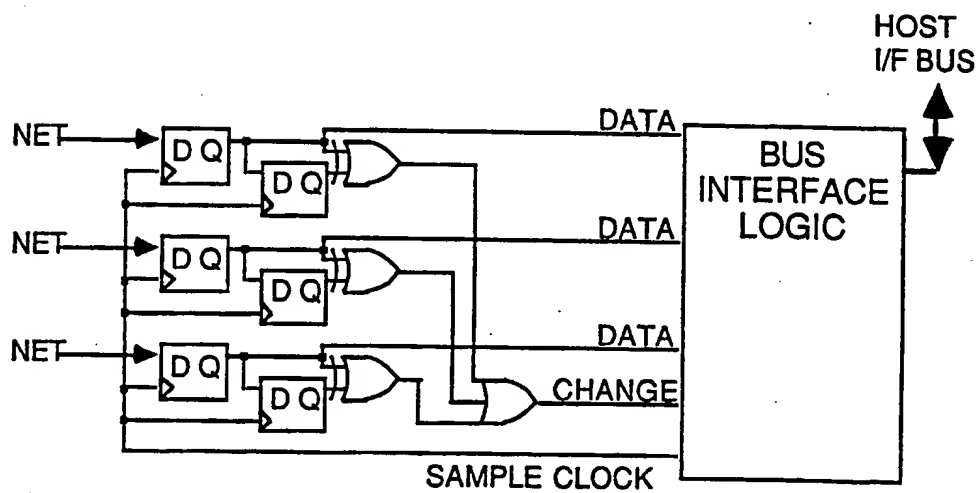 HOST
I/F BUS
NET
D Q
DATA
D Q
BUS
INTERFACE
LOGIC
NET
D Q
DATA
D Q
NET
D Q
DATA
D Q
CHANGE
SAMPLE CLOCK